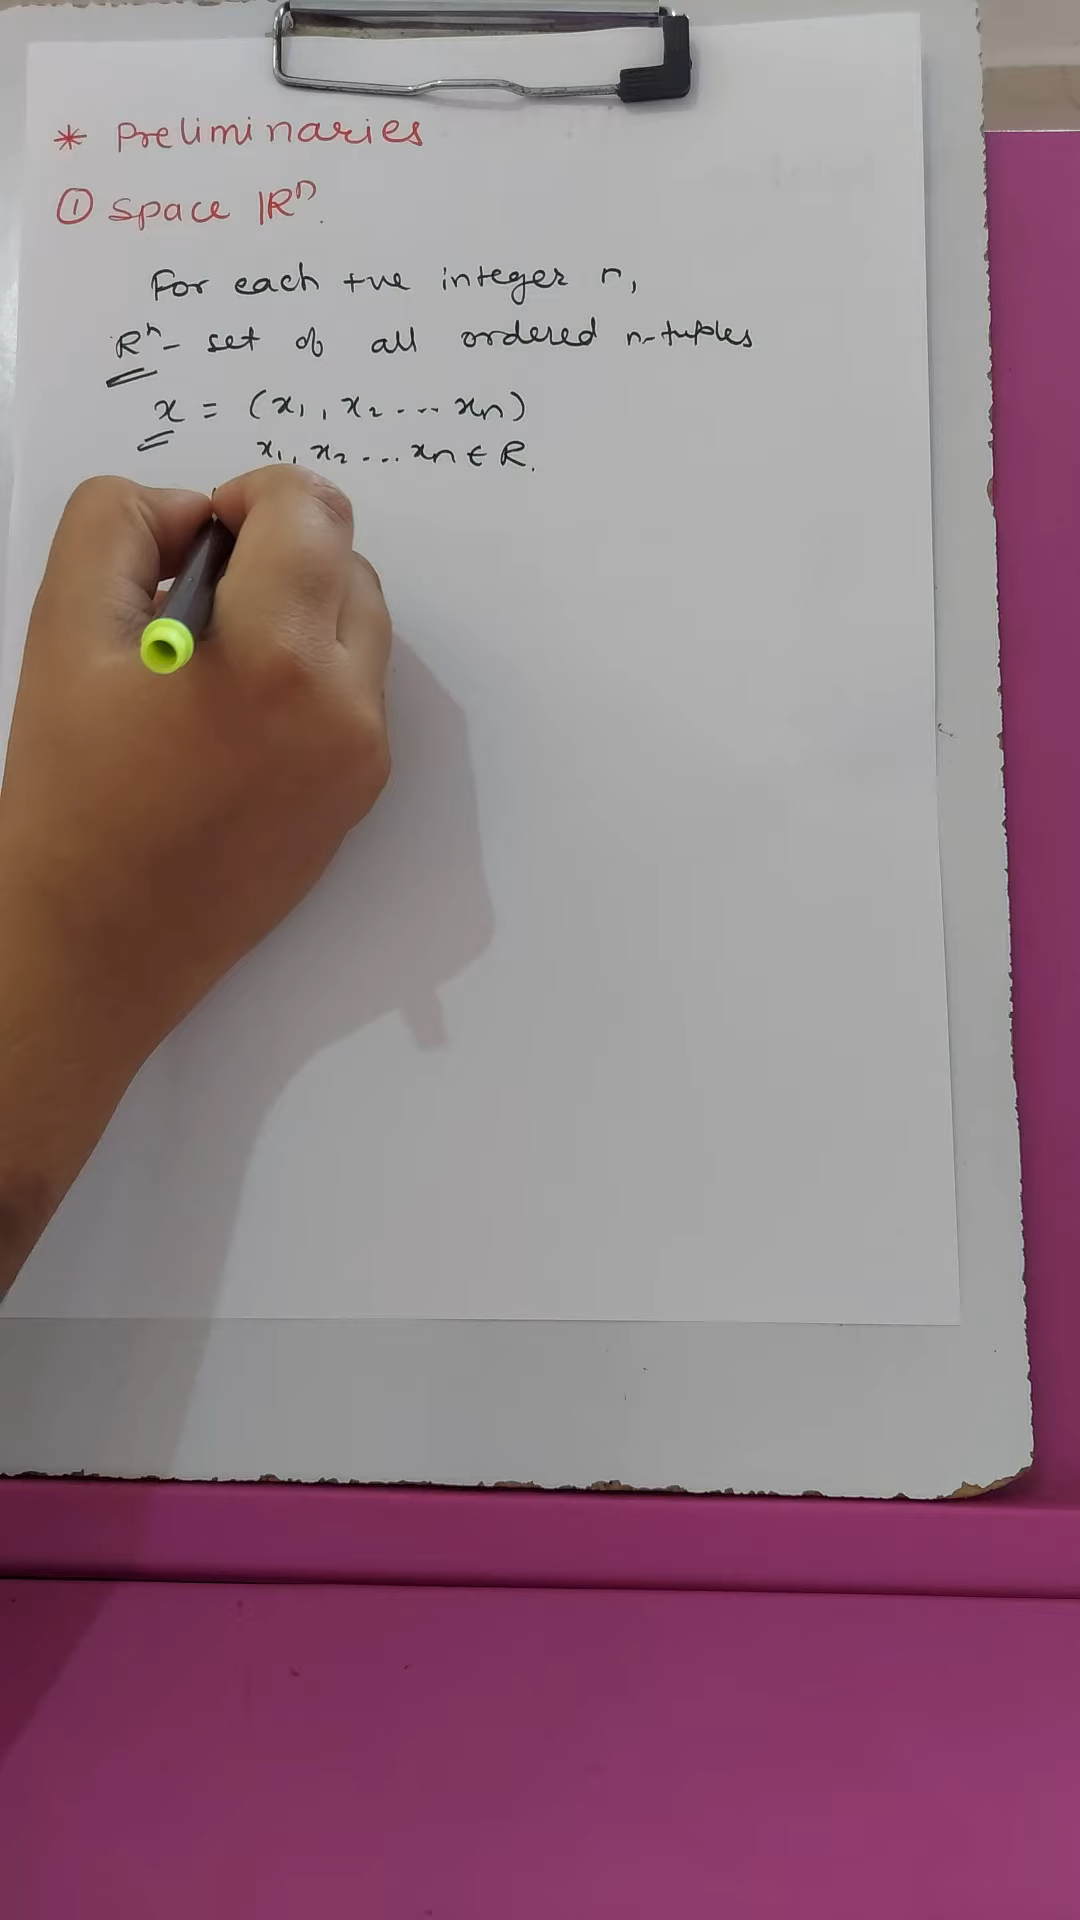 * Preliminaries
① Space ℝⁿ.
For each +ve integer n,
Rⁿ - set of all ordered n-tuples
x = (x₁, x₂ ... xₙ)
x₁, x₂ ... xₙ ∈ R.